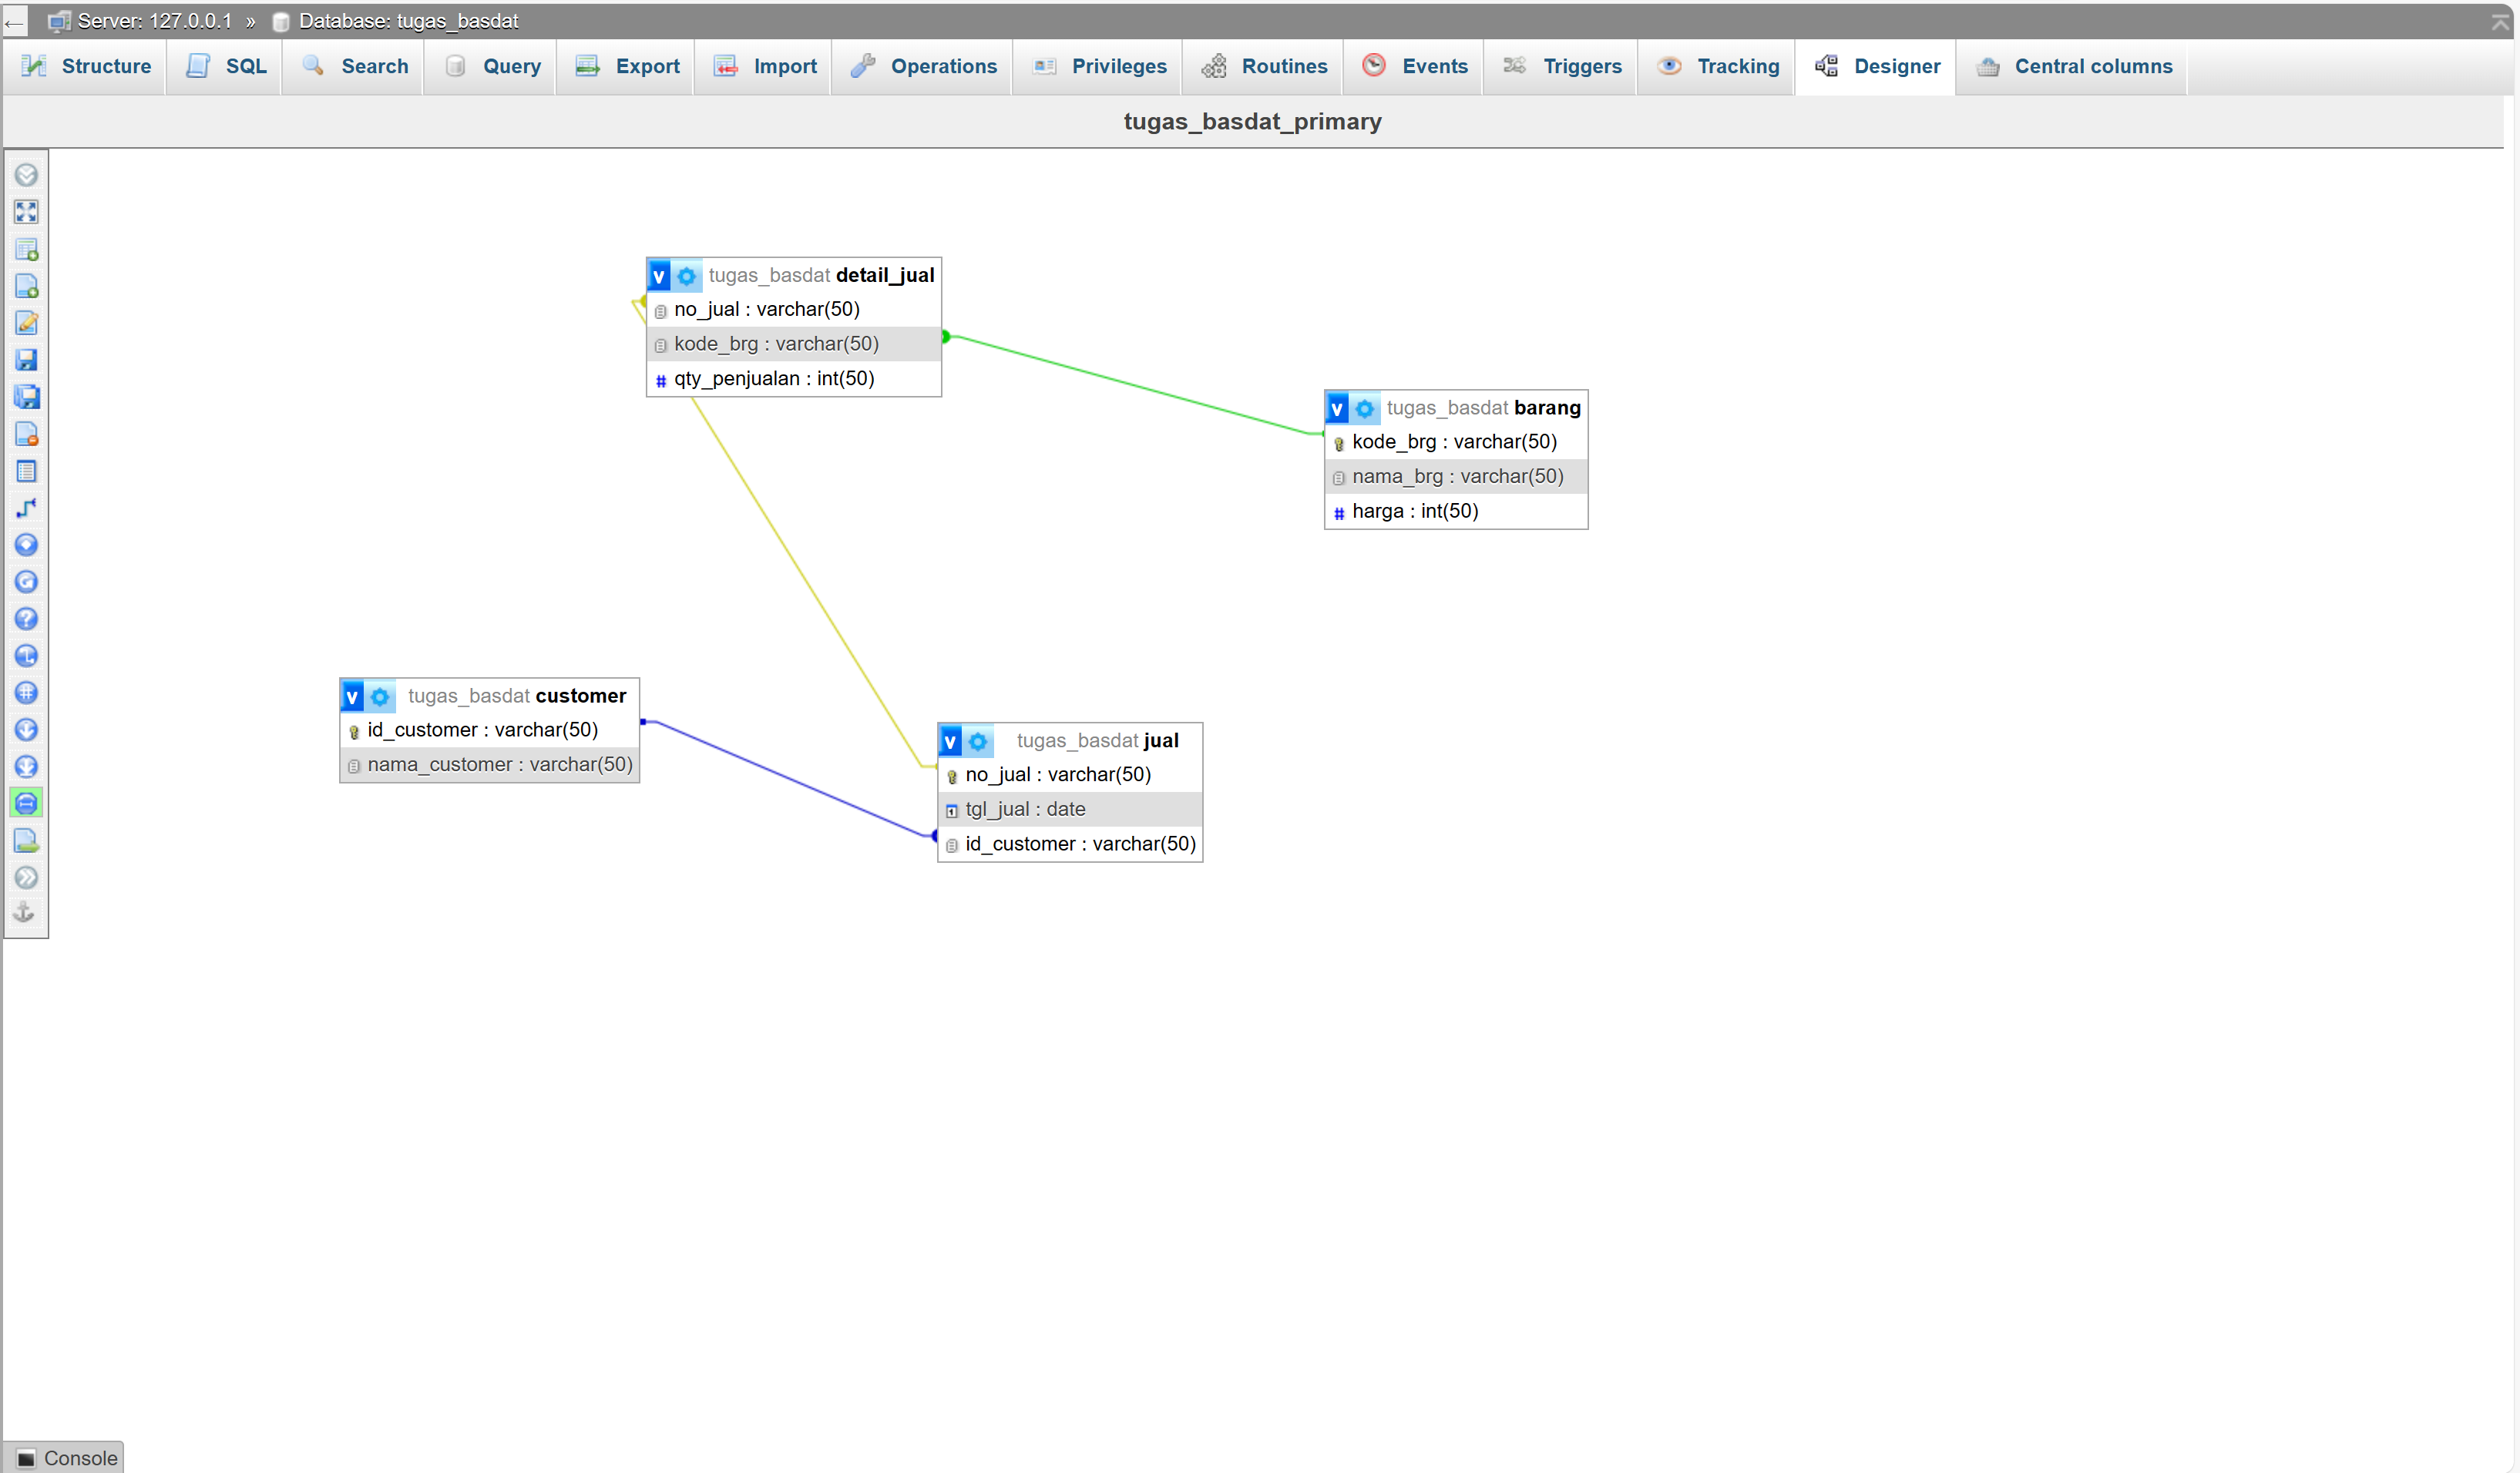 Server: 127.0.0.1 » Database: tugas_basdat
Structure SQL Search Query Export Import Operations Privileges Routines Events Triggers Tracking Designer Central columns
tugas_basdat_primary
v tugas_basdat detail_jual
no_jual : varchar(50)
kode_brg : varchar(50)
# qty_penjualan : int(50)
v tugas_basdat barang
kode_brg : varchar(50)
nama_brg : varchar(50)
# harga : int(50)
v tugas_basdat customer
id_customer : varchar(50)
nama_customer : varchar(50)
v tugas_basdat jual
no_jual : varchar(50)
tgl_jual : date
id_customer : varchar(50)
Console